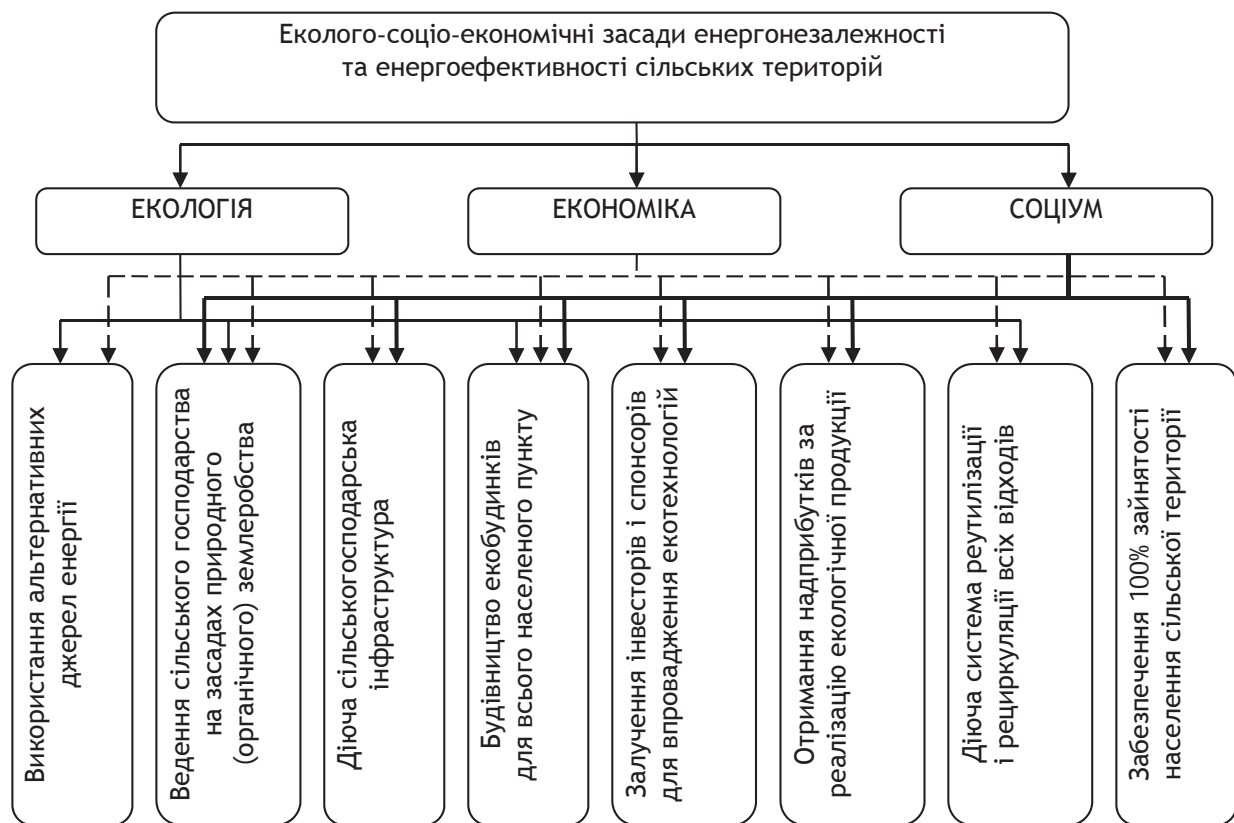 Еколого-соціо-економічні засади енергонезалежності
та енергоефективності сільських територій
ЕКОЛОГІЯ
ЕКОНОМІКА
СОЦІУМ
Використання альтернативних
джерел енергії
Ведення сільського господарства
на засадах природного
(органічного) землеробства
Діюча сільськогосподарська
інфраструктура
Будівництво екобудинків
для всього населеного пункту
Залучення інвесторів і спонсорів
для впровадження екотехнологій
Отримання надприбутків за
реалізацію екологічної продукції
Діюча система реутилізації
і рециркуляції всіх відходів
Забезпечення 100% зайнятості
населення сільської території